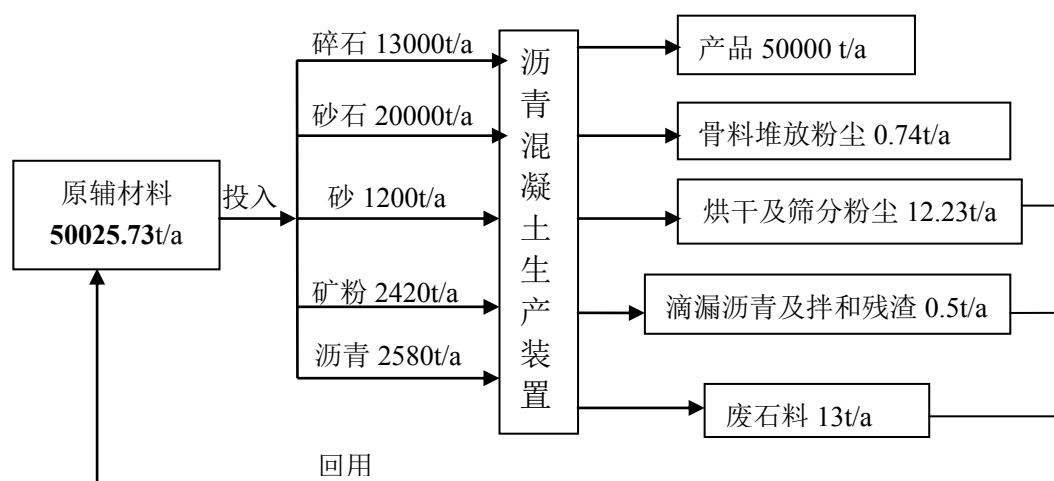 原辅材料
50025.73t/a
投入
碎石 13000t/a
砂石 20000t/a
砂 1200t/a
矿粉 2420t/a
沥青 2580t/a
沥青混凝土生产装置
产品 50000 t/a
骨料堆放粉尘 0.74t/a
烘干及筛分粉尘 12.23t/a
滴漏沥青及拌和残渣 0.5t/a
废石料 13t/a
回用